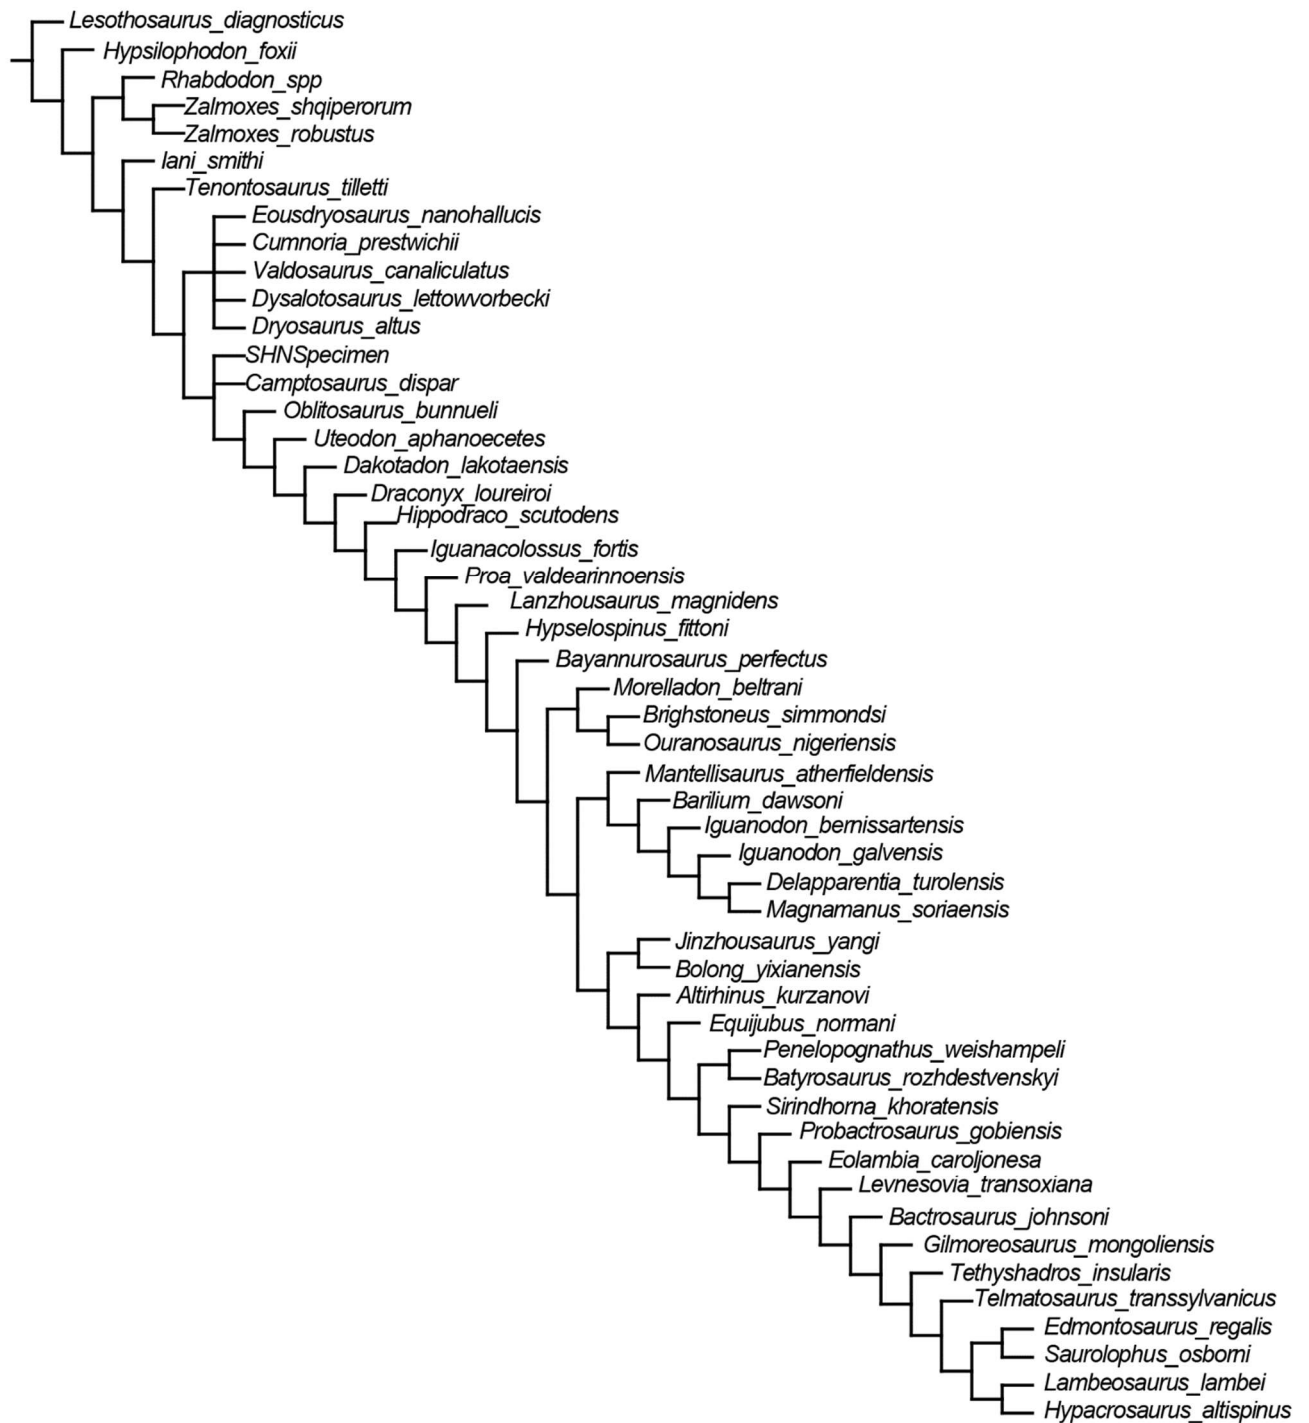 Lesothosaurus_diagnosticus
Hypsilophodon_foxii
Rhabdodon_spp
Zalmoxes_shqiperorum
Zalmoxes_robustus
Iani_smithi
Tenontosaurus_tilletti
Eousdryosaurus_nanohallucis
Cumnoria_prestwichii
Valdosaurus_canaliculatus
Dysalotosaurus_lettowvorbecki
Dryosaurus_altus
SHNSpecimen
Camptosaurus_dispar
Oblitosaurus_bunnueli
Uteodon_aphanoecetes
Dakotadon_lakotaensis
Draconyx_loureiroi
Hippodraco_scutodens
Iguanacolossus_fortis
Proa_valdearinnoensis
Lanzhousaurus_magnidens
Hypselospinus_fittoni
Bayannurosaurus_perfectus
Morelladon_beltrani
Brighstoneus_simmondsi
Ouranosaurus_nigeriensis
Mantellisaurus_atherfieldensis
Barilium_dawsoni
Iguanodon_bernissartensis
Iguanodon_galvensis
Delapparentia_turolensis
Magnamanus_soriaensis
Jinzhousaurus_yangi
Bolong_yixianensis
Altirhinus_kurzanovi
Equijubus_normani
Penelopognathus_weishampeli
Batyrosaurus_rozhdestvenskyi
Sirindhorna_khoratensis
Probactrosaurus_gobiensis
Eolambia_caroljonesa
Levnesovia_transoxiana
Bactrosaurus_johnsoni
Gilmoreosaurus_mongoliensis
Tethyshadros_insularis
Telmatosaurus_transsylvanicus
Edmontosaurus_regalis
Saurolophus_osborni
Lambeosaurus_lambei
Hypacrosaurus_altispinus